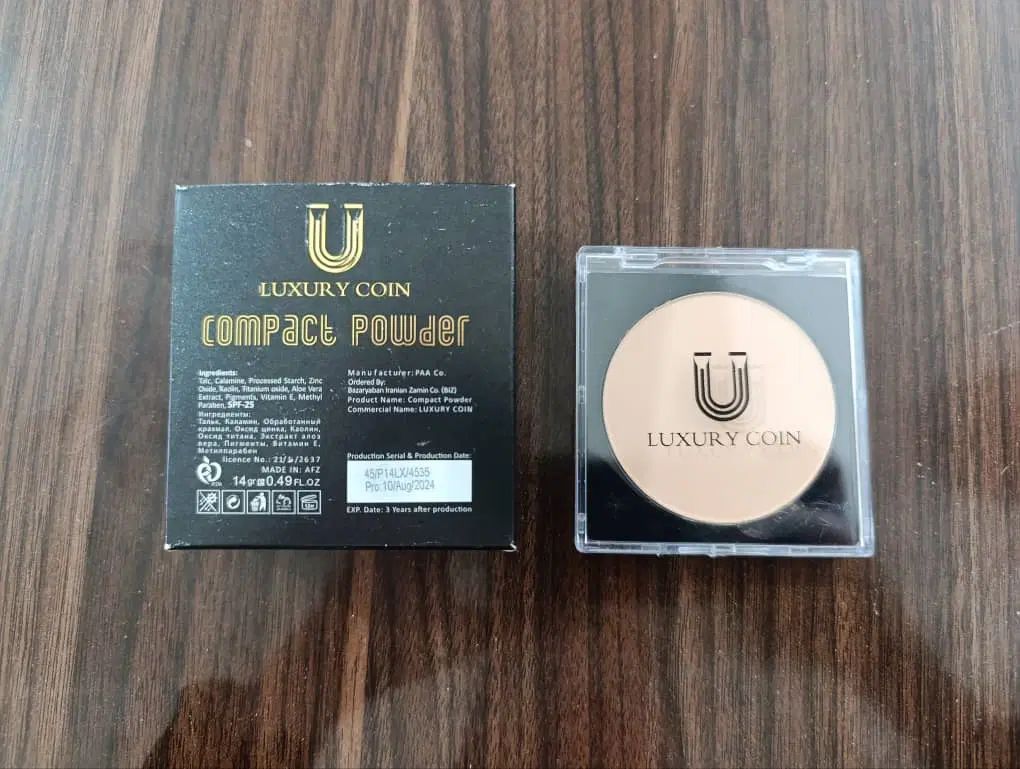 LUXURY COIN
Compact Powder
Ingredients:
Talc, Calamine, Processed Starch, Zinc
Oxide, Kaolin, Titanium oxide, Aloe Vera
Extract, Pigments, Vitamin E, Methyl
Paraben, SPF-25
Ингредиенты:
Тальк, Каламин, Обработанный
крахмал, Оксид цинка, Каолин,
Оксид титана, Экстракт алоэ
вера, Пигменты, Витамин Е,
Метилпарабен
licence No.:
MADE IN: AFZ
14gr 0.49FL.OZ
Manufacturer: PAA Co.
Ordered By:
Bazaryaban Iranian Zamin Co. (BIZ)
Product Name: Compact Powder
Commercial Name: LUXURY COIN
Production Serial & Production Date:
45/P14LX/4535
Pro:10/Aug/2024
EXP. Date: 3 Years after production
U
LUXURY COIN